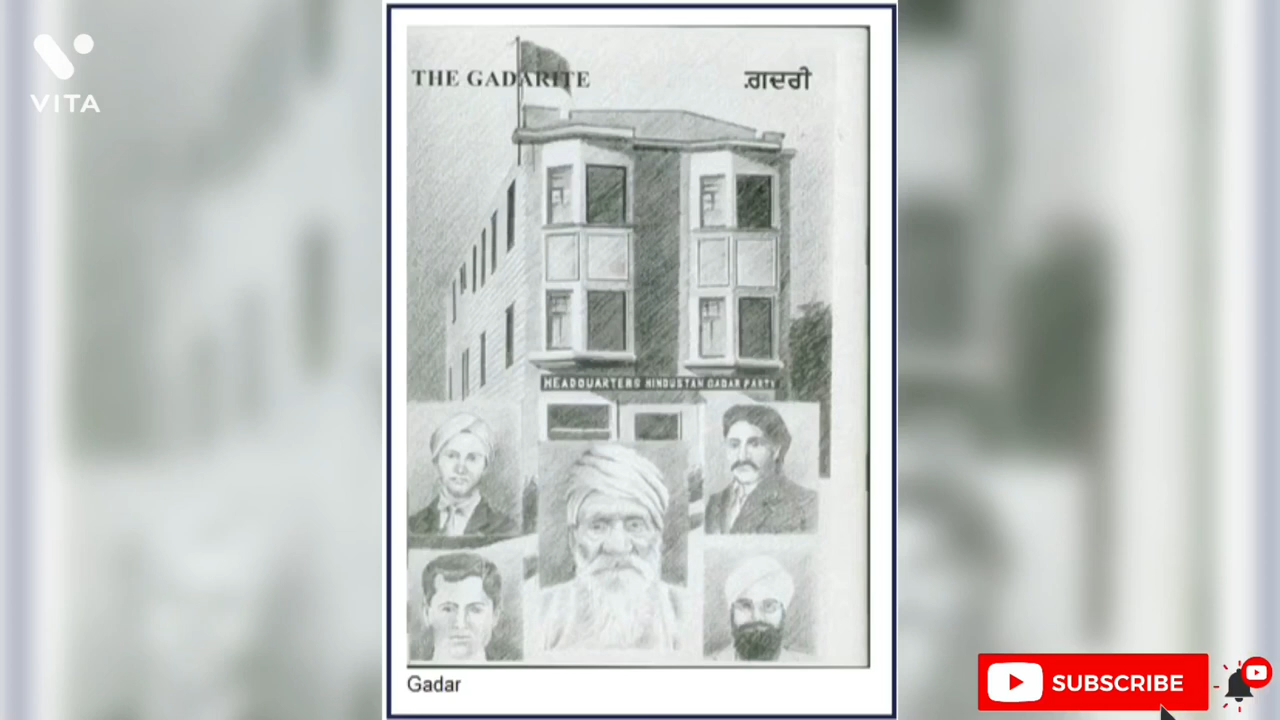 VITA
THE GADARITE
ਗ਼ਦਰੀ
HEADQUARTERS HINDUSTAN GADAR PARTY
Gadar
SUBSCRIBE